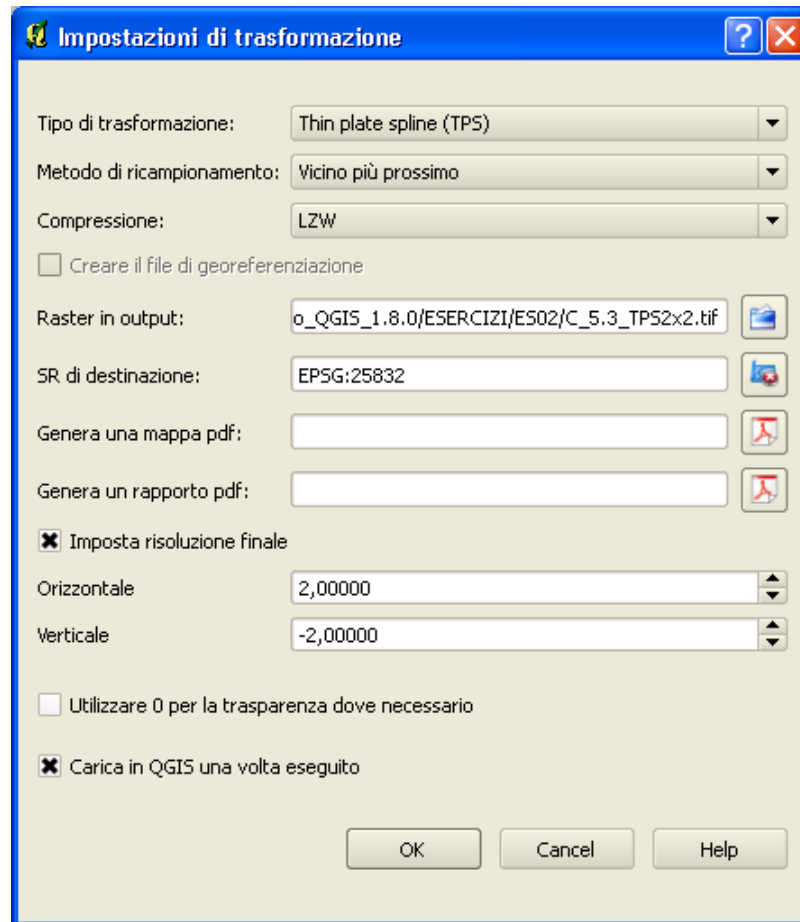 Impostazioni di trasformazione
Tipo di trasformazione: Thin plate spline (TPS)
Metodo di ricampionamento: Vicino più prossimo
Compressione: LZW
Creare il file di georeferenziazione
Raster in output: o_QGIS_1.8.0/ESERCIZI/ES02/C_5.3_TPS2x2.tif
SR di destinazione: EPSG:25832
Genera una mappa pdf:
Genera un rapporto pdf:
Imposta risoluzione finale
Orizzontale 2,00000
Verticale -2,00000
Utilizzare 0 per la trasparenza dove necessario
Carica in QGIS una volta eseguito
OK Cancel Help